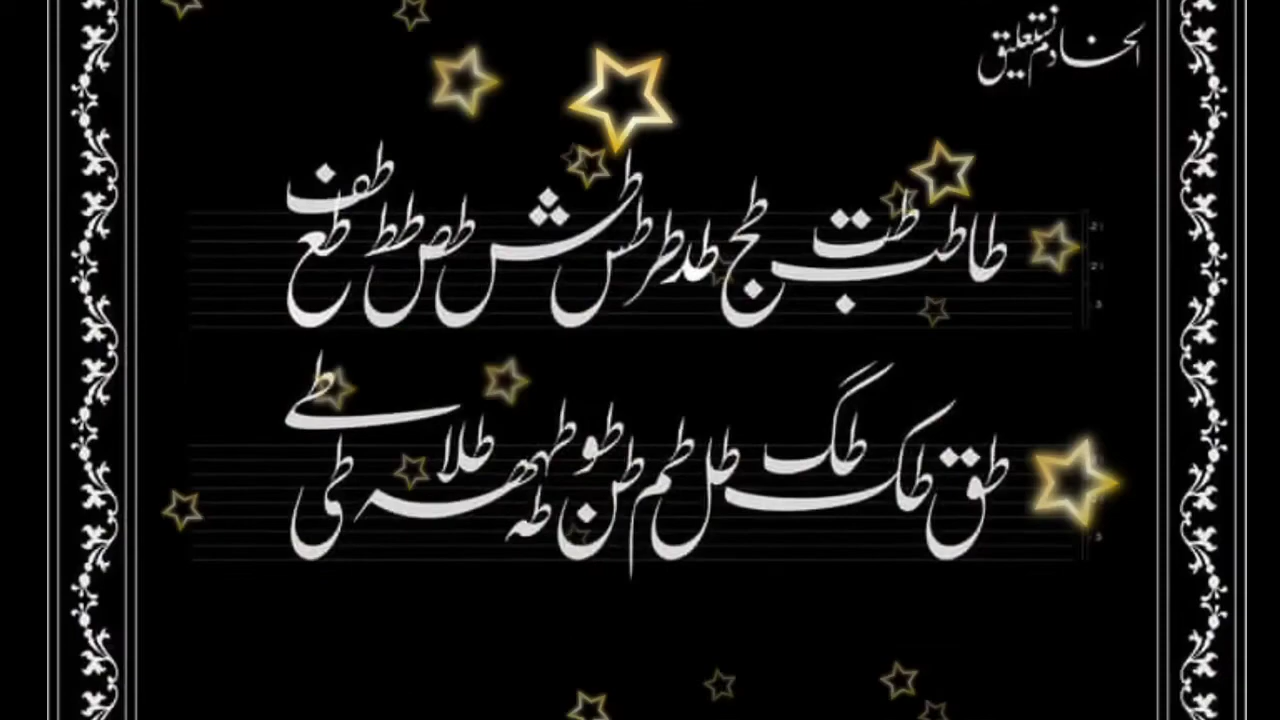 الخادم نستعلیق
طا طب طت طج طد طر طس طش طص طط طع طف
طق طک طگ طل طم طن طو طہ طلا طی طے